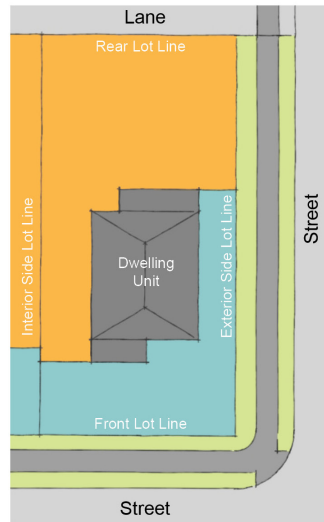 Lane
Rear Lot Line
Interior Side Lot Line
Dwelling
Unit
Exterior Side Lot Line
Street
Front Lot Line
Street